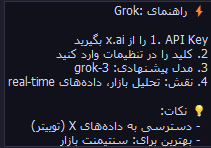 ⚡ راهنمای Grok:
1. API Key را از x.ai بگیرید
2. کلید را در تنظیمات وارد کنید
3. مدل پیشنهادی: grok-3
4. نقش: تحلیل بازار، داده‌های real-time
💡 نکات:
- دسترسی به داده‌های X (توییتر)
- بهترین برای: سنتیمنت بازار